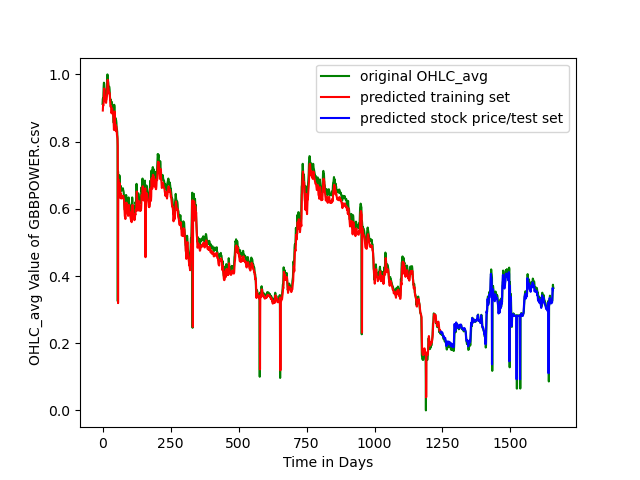 original OHLC_avg
predicted training set
predicted stock price/test set
OHLC_avg Value of GBBPOWER.csv
1.0
0.8
0.6
0.4
0.2
0.0
0
250
500
750
1000
1250
1500
Time in Days